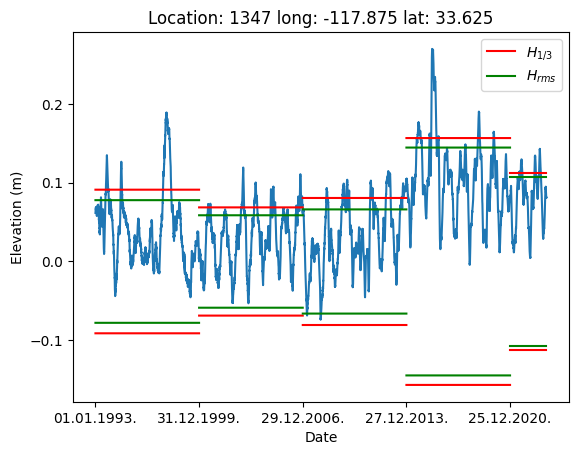 Location: 1347 long: -117.875 lat: 33.625
H1/3
Hrms
Elevation (m)
0.2
0.1
0.0
−0.1
01.01.1993. 31.12.1999. 29.12.2006. 27.12.2013. 25.12.2020.
Date